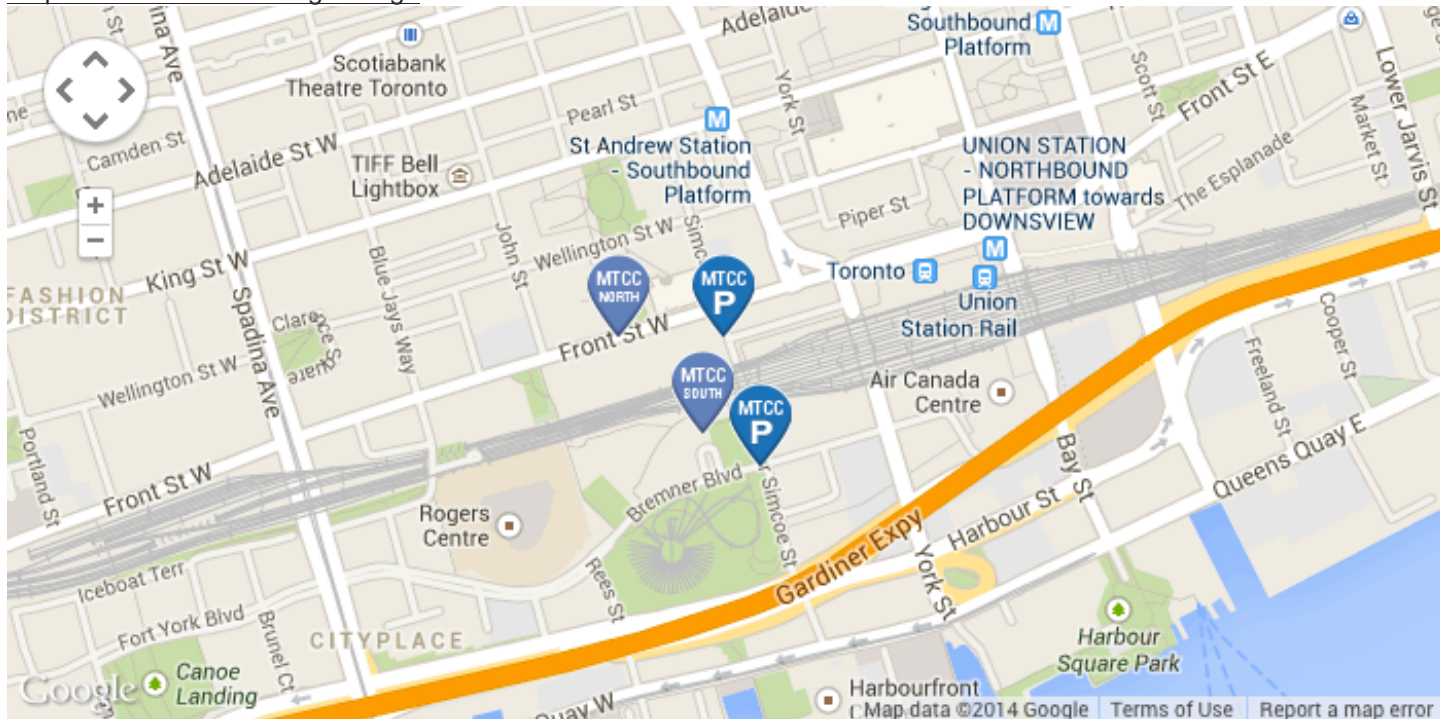 ina Ave
Adelaide
Southbound
Platform
M
Lower Jarvis St
Scotiabank
Theatre Toronto
York St
Scott St
Front St E
Pearl St
M
Market St
Camden St
Adelaide St W
TIFF Bell
Lightbox
St Andrew Station
- Southbound
Platform
UNION STATION
- NORTHBOUND
PLATFORM towards
DOWNSVIEW
The Esplanade
+
−
Piper St
John St
Wellington St W
Simc
Blue Jays Way
King St W
M
Toronto
Union
Station Rail
FASHION
DISTRICT
MTCC
NORTH
MTCC
P
Spadina Ave
Clarence Square
Front St W
Cooper St
Freeland St
Wellington St W
MTCC
SOUTH
MTCC
P
Air Canada
Centre
Portland St
Front St W
Bremner Blvd
r Simcoe St
Bay St
Queens Quay E
Rogers
Centre
Harbour St
Gardiner Expy
York St
Iceboat Terr
Rees St
Fort York Blvd
Brunel Ct
CITYPLACE
Harbour
Square Park
Canoe
Landing
Google
Harbourfront
Quay W
Map data ©2014 Google
Terms of Use
Report a map error